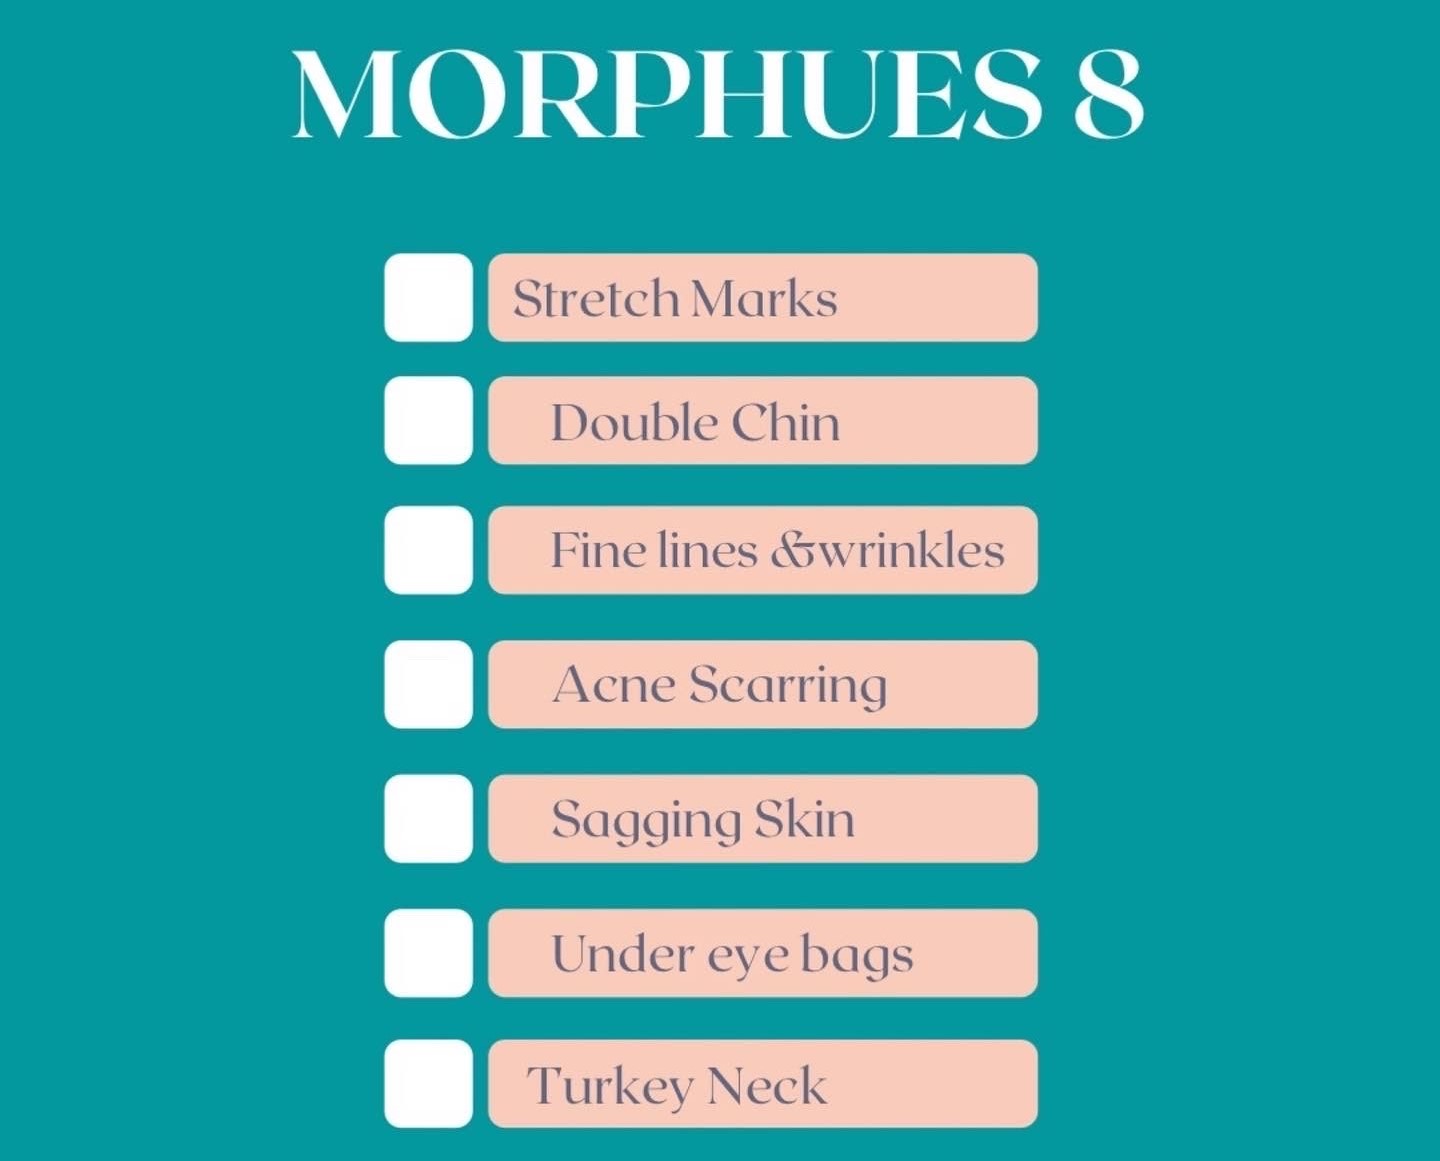 MORPHUES 8
Stretch Marks
Double Chin
Fine lines &wrinkles
Acne Scarring
Sagging Skin
Under eye bags
Turkey Neck